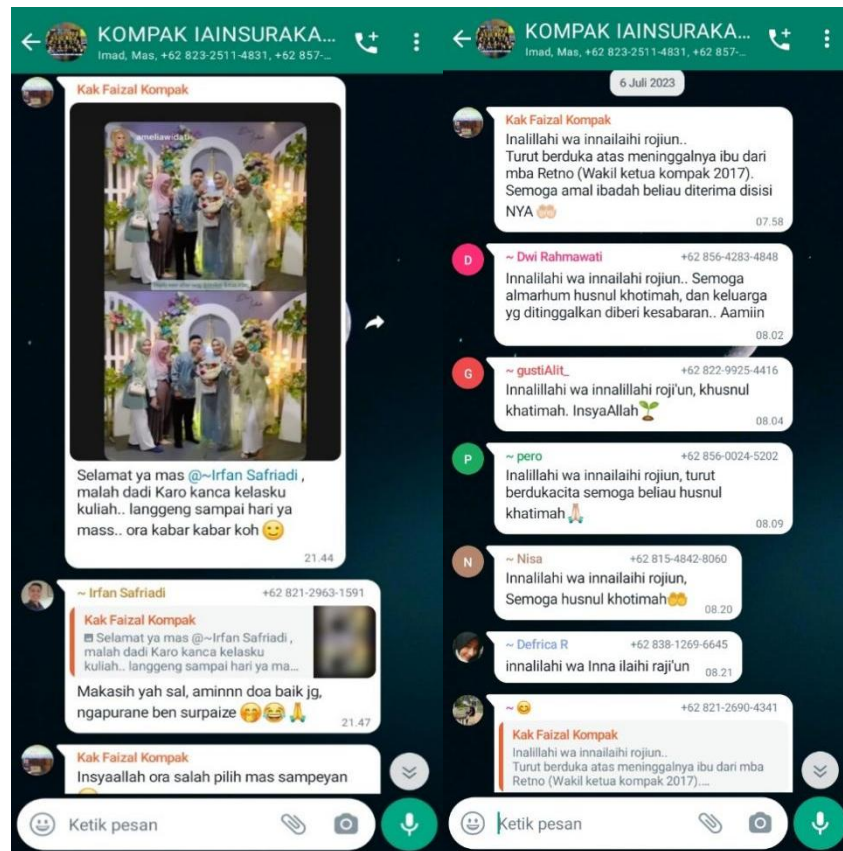 KOMPAK IAINSURAKA...
Imad, Mas, +62 823-2511-4831, +62 857-...
Kak Faizal Kompak
ameliaw
Selamat ya mas @~Irfan Safriadi ,
malah dadi Karo kanca kelasku
kuliah.. langgeng sampai hari ya
mass.. ora kabar kabar koh 🙂
21.44
~ Irfan Safriadi +62 821-2963-1591
Kak Faizal Kompak
Selamat ya mas @~Irfan Safriadi ,
malah dadi Karo kanca kelasku
kuliah.. langgeng sampai hari ya ma...
Makasih yah sal, aminnn doa baik jg,
ngapurane ben surpaize 🤭😂🙏
21.47
Kak Faizal Kompak
Insyaallah ora salah pilih mas sampeyan
Ketik pesan
KOMPAK IAINSURAKA...
Imad, Mas, +62 823-2511-4831, +62 857-...
6 Juli 2023
Kak Faizal Kompak
Inalillahi wa innailaihi rojiun..
Turut berduka atas meninggalnya ibu dari
mba Retno (Wakil ketua kompak 2017).
Semoga amal ibadah beliau diterima disisi
NYA 🤲🏻
07.58
D
~ Dwi Rahmawati +62 856-4283-4848
Innalilahi wa innailahi rojiun.. Semoga
almarhum husnul khotimah, dan keluarga
yg ditinggalkan diberi kesabaran.. Aamiin
08.02
G
~ gustiAlit_ +62 822-9925-4416
Innalillahi wa innalillahi roji'un, khusnul
khatimah. InsyaAllah🌱
08.04
P
~ pero +62 856-0024-5202
Inalillahi wa innailaihi rojiun, turut
berdukacita semoga beliau husnul
khatimah🙏🏻
08.09
N
~ Nisa +62 815-4842-8060
Innalilahi wa innailaihi rojiun,
Semoga husnul khotimah🤲
08.20
~ Defrica R +62 838-1269-6645
innalilahi wa Inna ilaihi raji'un
08.21
~ 😊 +62 821-2690-4341
Kak Faizal Kompak
Inalillahi wa innailaihi rojiun..
Turut berduka atas meninggalnya ibu dari mba
Retno (Wakil ketua kompak 2017)....
Ketik pesan